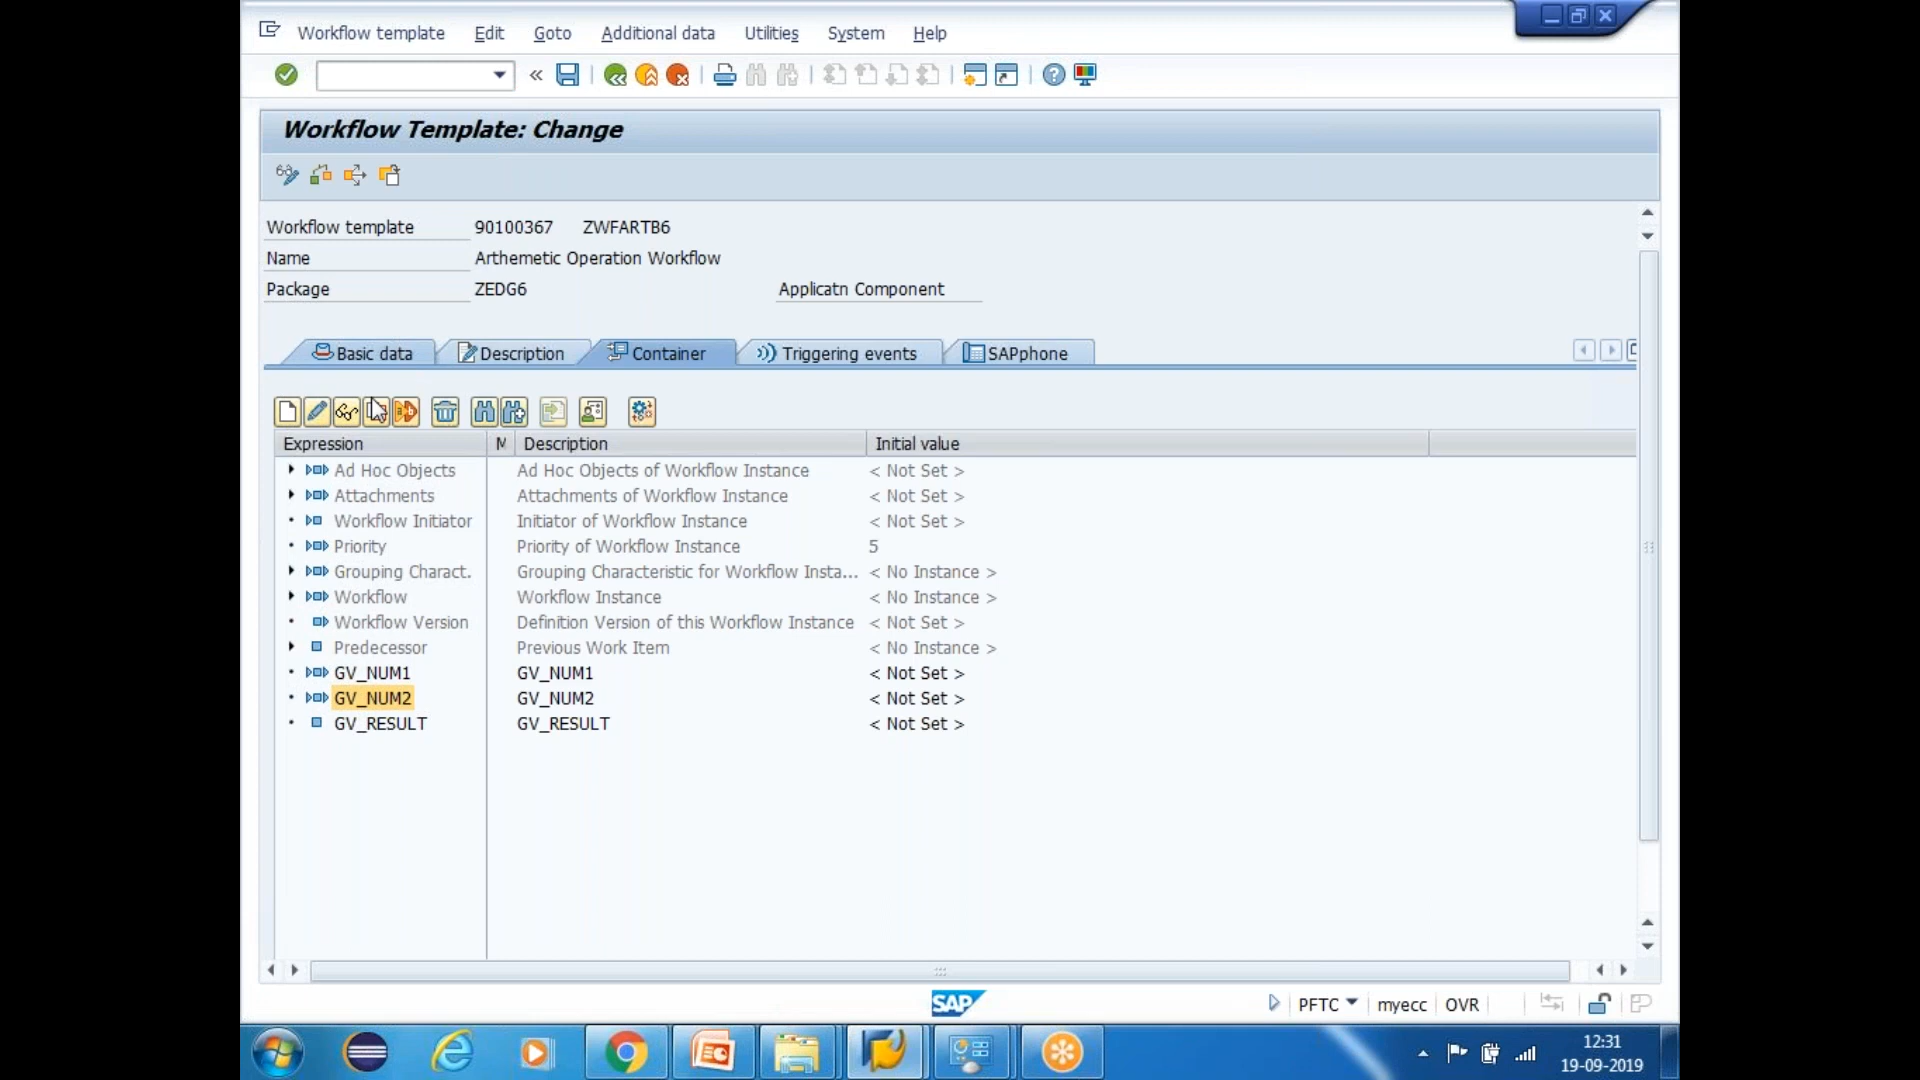 Workflow template Edit Goto Additional data Utilities System Help
Workflow Template: Change
Workflow template 90100367 ZWFARTB6
Name Arthemetic Operation Workflow
Package ZEDG6 Applicatn Component
Basic data Description Container Triggering events SAPphone
Expression M Description Initial value
Ad Hoc Objects Ad Hoc Objects of Workflow Instance < Not Set >
Attachments Attachments of Workflow Instance < Not Set >
Workflow Initiator Initiator of Workflow Instance < Not Set >
Priority Priority of Workflow Instance 5
Grouping Charact. Grouping Characteristic for Workflow Insta... < No Instance >
Workflow Workflow Instance < No Instance >
Workflow Version Definition Version of this Workflow Instance < Not Set >
Predecessor Previous Work Item < No Instance >
GV_NUM1 GV_NUM1 < Not Set >
GV_NUM2 GV_NUM2 < Not Set >
GV_RESULT GV_RESULT < Not Set >
SAP PFTC myecc OVR
12:31
19-09-2019